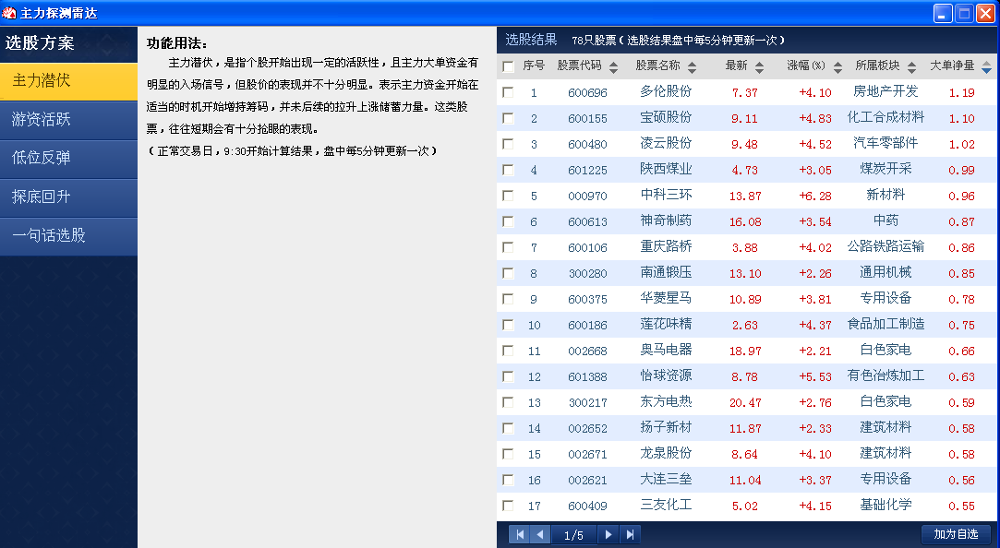 主力探测雷达
选股方案
主力潜伏
游资活跃
低位反弹
探底回升
一句话选股
功能用法：
主力潜伏，是指个股开始出现一定的活跃性，且主力大单资金有
明显的入场信号，但股价的表现并不十分明显。表示主力资金开始在
适当的时机开始增持筹码，并未后续的拉升上涨储蓄力量。这类股
票，往往短期会有十分抢眼的表现。
（正常交易日，9:30开始计算结果，盘中每5分钟更新一次）
选股结果 78只股票（选股结果盘中每5分钟更新一次）
序号 股票代码 股票名称 最新 涨幅(%) 所属板块 大单净量
1 600696 多伦股份 7.37 +4.10 房地产开发 1.19
2 600155 宝硕股份 9.11 +4.83 化工合成材料 1.10
3 600480 凌云股份 9.48 +4.52 汽车零部件 1.02
4 601225 陕西煤业 4.73 +3.05 煤炭开采 0.99
5 000970 中科三环 13.87 +6.28 新材料 0.96
6 600613 神奇制药 16.08 +3.54 中药 0.87
7 600106 重庆路桥 3.88 +4.02 公路铁路运输 0.86
8 300280 南通锻压 13.10 +2.26 通用机械 0.85
9 600375 华菱星马 10.89 +3.81 专用设备 0.78
10 600186 莲花味精 2.63 +4.37 食品加工制造 0.75
11 002668 奥马电器 18.97 +2.21 白色家电 0.66
12 601388 怡球资源 8.78 +5.53 有色冶炼加工 0.63
13 300217 东方电热 20.47 +2.76 白色家电 0.59
14 002652 扬子新材 11.87 +2.33 建筑材料 0.58
15 002671 龙泉股份 8.64 +4.10 建筑材料 0.58
16 002621 大连三垒 11.04 +3.37 专用设备 0.56
17 600409 三友化工 5.02 +4.15 基础化学 0.55
1/5
加为自选